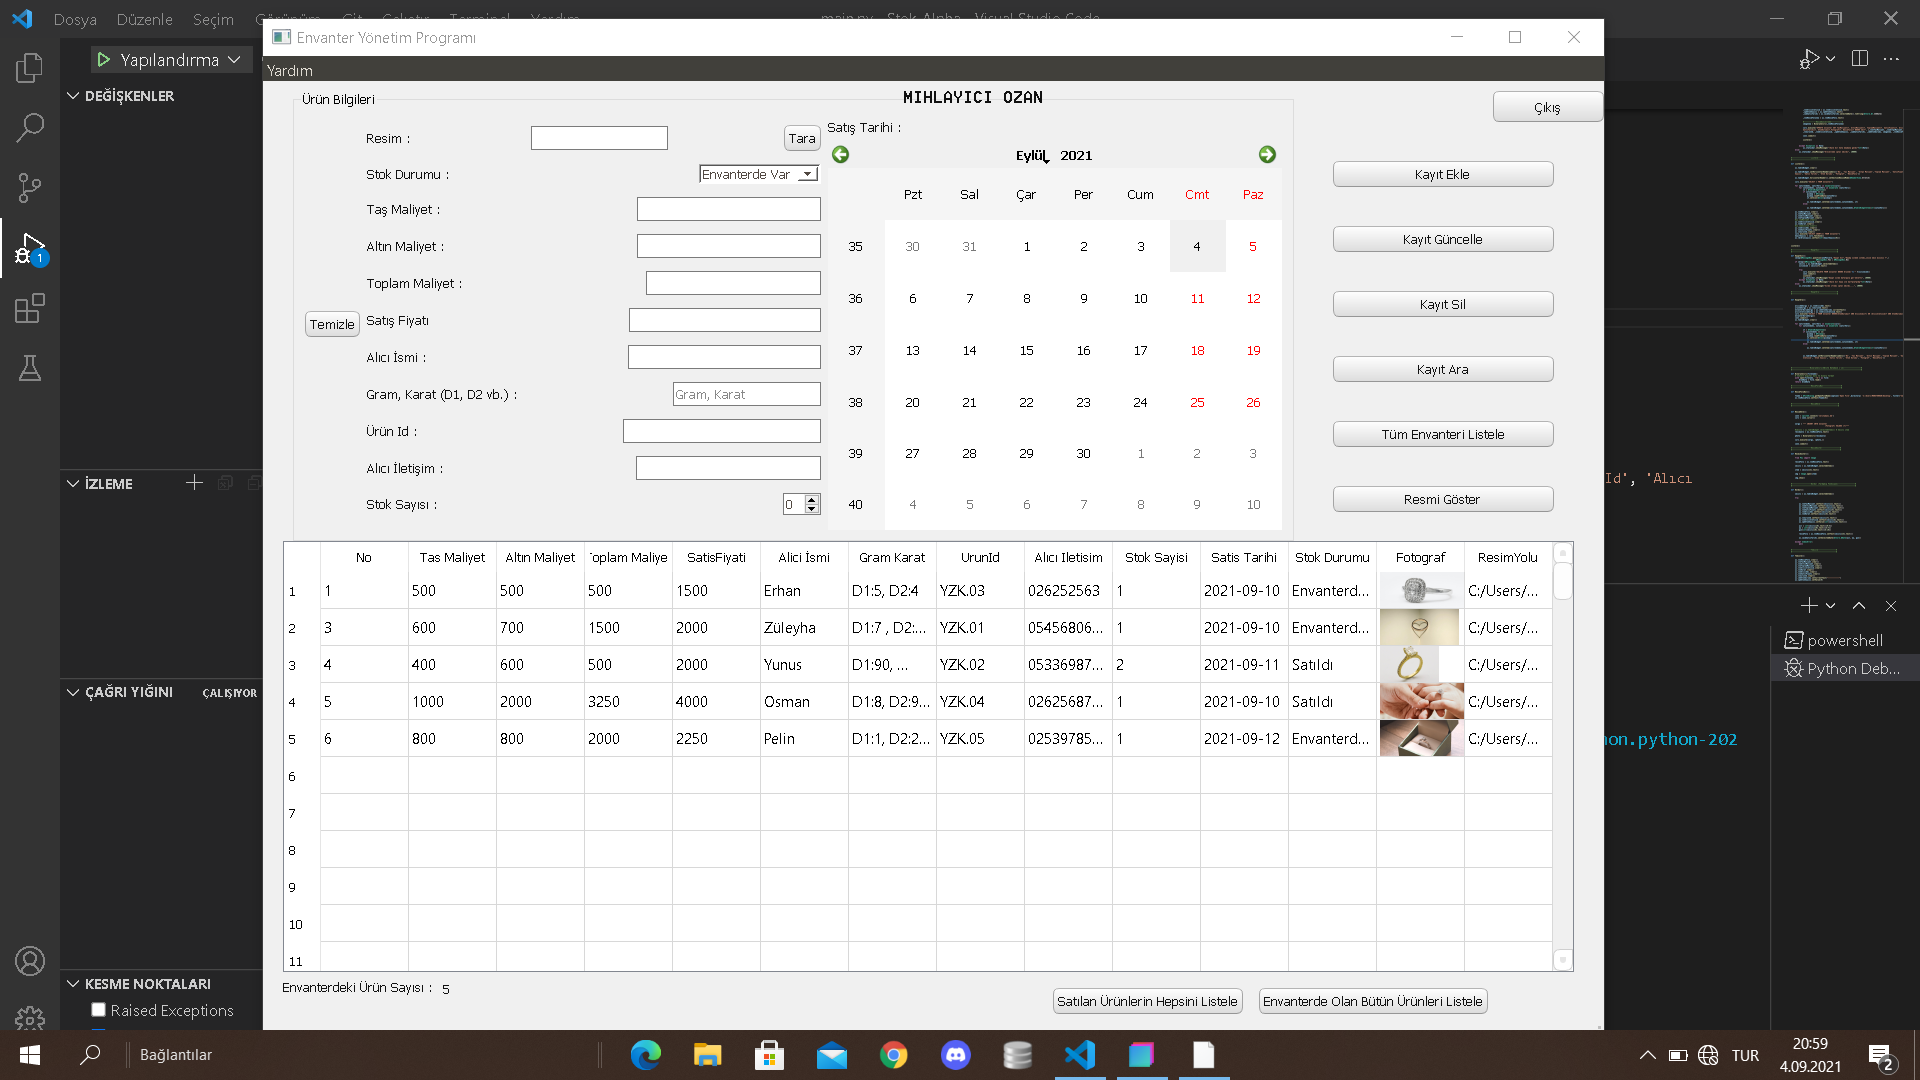 Dosya Düzenle Seçim
Envanter Yönetim Programı
Yardım
Yapılandırma
DEĞİŞKENLER
İZLEME
ÇAĞRI YIĞINI ÇALIŞIYOR
KESME NOKTALARI
Raised Exceptions
1
Ürün Bilgileri
MIHLAYICI OZAN
Çıkış
Resim :
Tara
Stok Durumu :
Envanterde Var
Taş Maliyet :
Altın Maliyet :
Toplam Maliyet :
Temizle
Satış Fiyatı
Alıcı İsmi :
Gram, Karat (D1, D2 vb.) :
Gram, Karat
Ürün Id :
Alıcı İletişim :
Stok Sayısı :
0
Satış Tarihi :
Eylül, 2021
Pzt Sal Çar Per Cum Cmt Paz
35 30 31 1 2 3 4 5
36 6 7 8 9 10 11 12
37 13 14 15 16 17 18 19
38 20 21 22 23 24 25 26
39 27 28 29 30 1 2 3
40 4 5 6 7 8 9 10
Kayıt Ekle
Kayıt Güncelle
Kayıt Sil
Kayıt Ara
Tüm Envanteri Listele
Resmi Göster
Id', 'Alıcı
No Tas Maliyet Altın Maliyet Toplam Maliye SatisFiyati Alici İsmi Gram Karat UrunId Alıcı Iletisim Stok Sayisi Satis Tarihi Stok Durumu Fotograf ResimYolu
1 1 500 500 500 1500 Erhan D1:5, D2:4 YZK.03 026252563 1 2021-09-10 Envanterd... C:/Users/...
2 3 600 700 1500 2000 Züleyha D1:7 , D2:... YZK.01 05456806... 1 2021-09-10 Envanterd... C:/Users/...
3 4 400 600 500 2000 Yunus D1:90, ... YZK.02 05336987... 2 2021-09-11 Satıldı C:/Users/...
4 5 1000 2000 3250 4000 Osman D1:8, D2:9... YZK.04 02625687... 1 2021-09-10 Satıldı C:/Users/...
5 6 800 800 2000 2250 Pelin D1:1, D2:2... YZK.05 02539785... 1 2021-09-12 Envanterd... C:/Users/...
6
7
8
9
10
11
Envanterdeki Ürün Sayısı : 5
Satılan Ürünlerin Hepsini Listele
Envanterde Olan Bütün Ürünleri Listele
powershell
Python Deb...
hon.python-202
Bağlantılar
TUR
20:59
4.09.2021
2